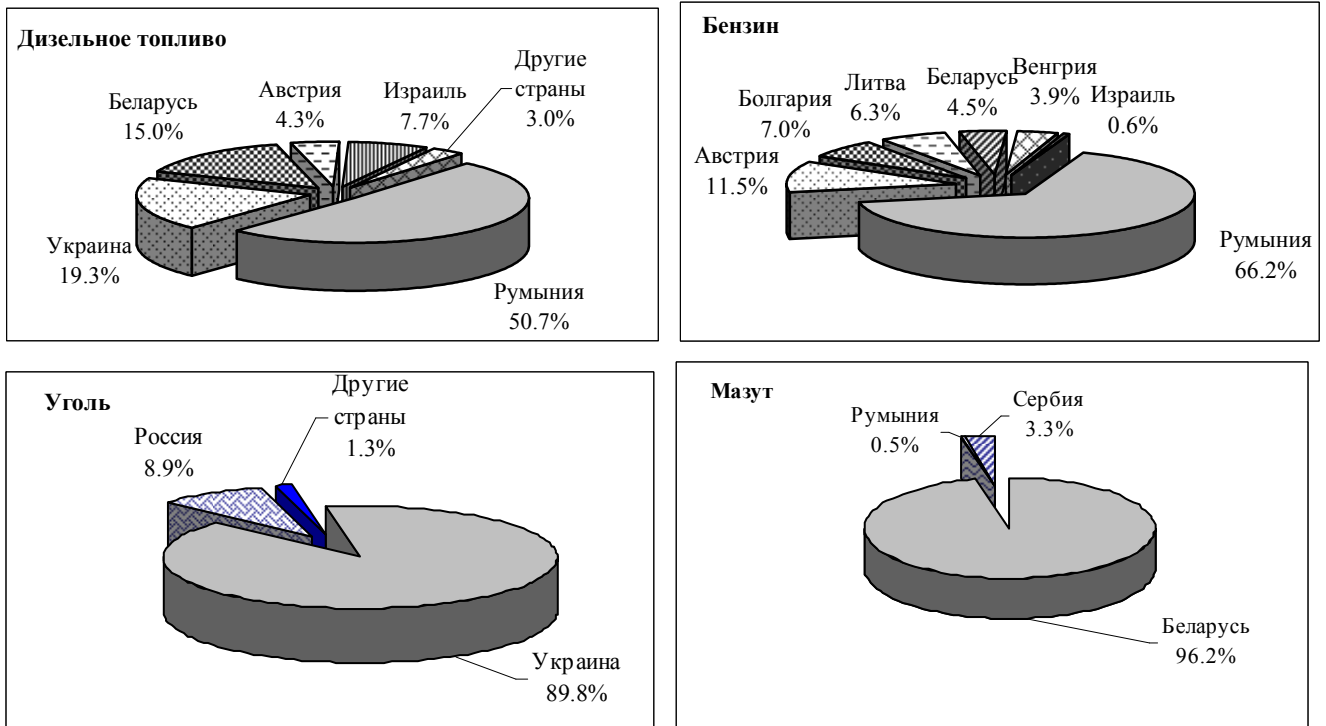 Дизельное топливо
Беларусь
15.0%
Австрия
4.3%
Израиль
7.7%
Другие
страны
3.0%
Украина
19.3%
Румыния
50.7%
Бензин
Австрия
11.5%
Болгария
7.0%
Литва
6.3%
Беларусь
4.5%
Венгрия
3.9%
Израиль
0.6%
Румыния
66.2%
Уголь
Россия
8.9%
Другие
страны
1.3%
Украина
89.8%
Мазут
Румыния
0.5%
Сербия
3.3%
Беларусь
96.2%